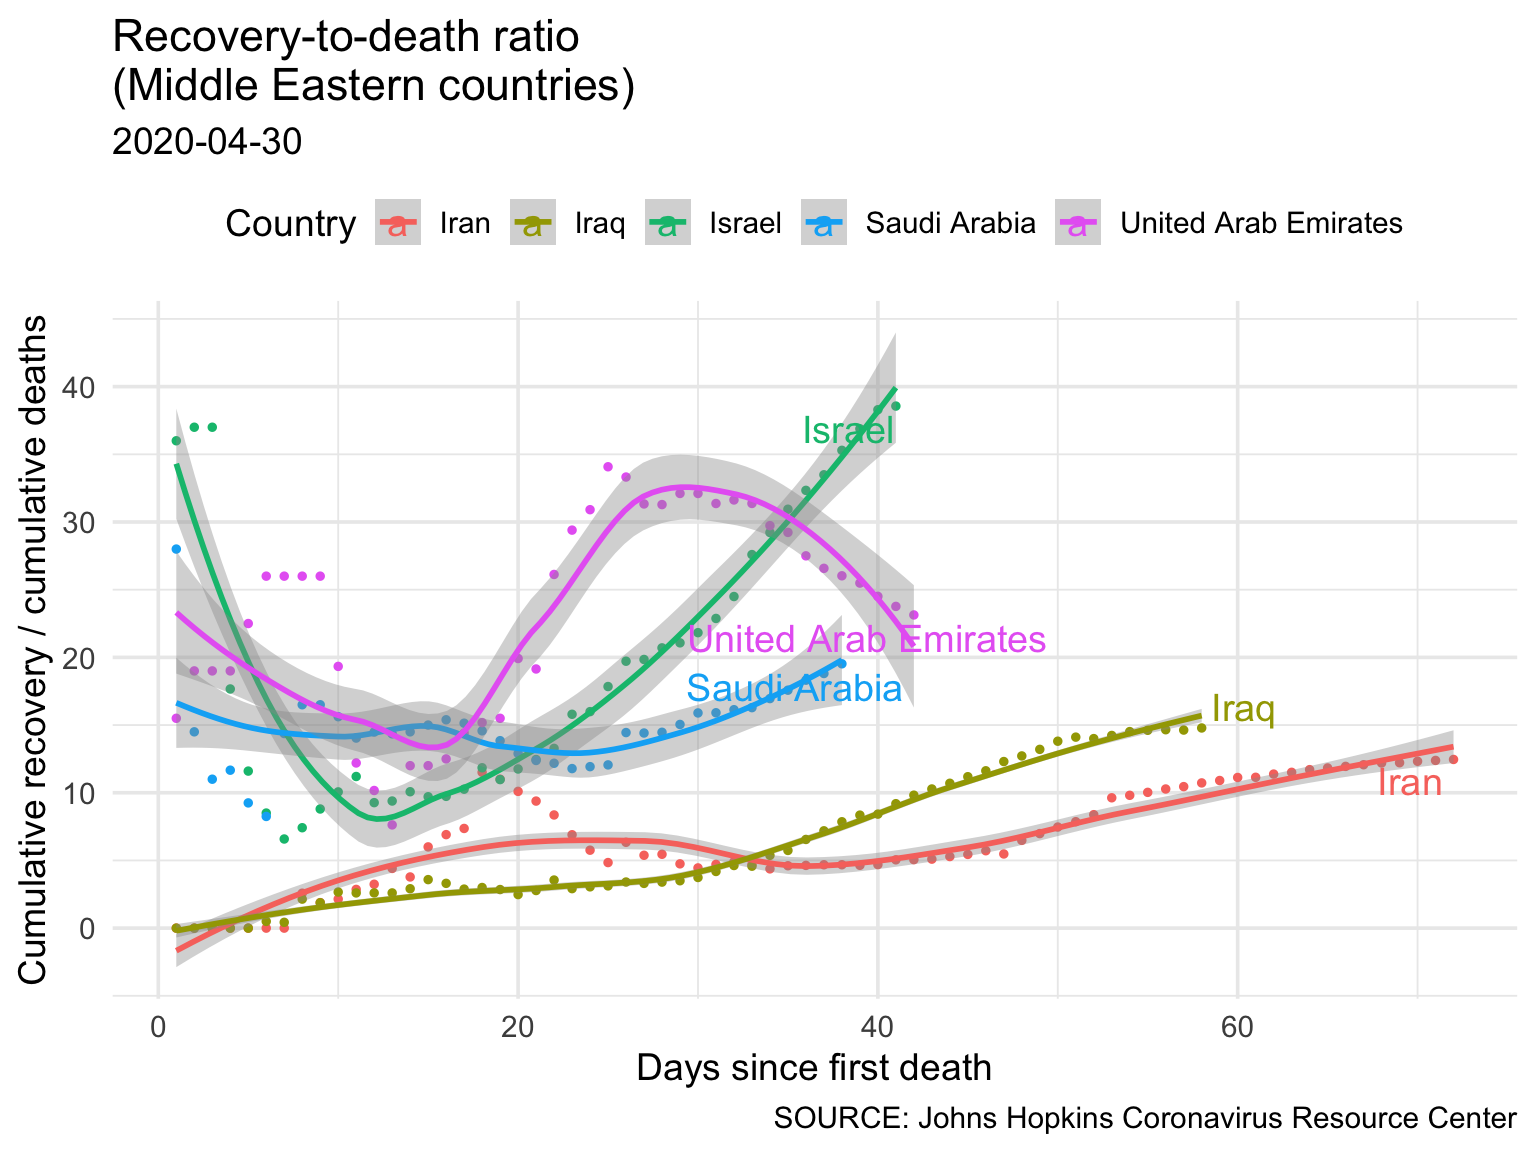 Recovery-to-death ratio
(Middle Eastern countries)
2020-04-30
Country a Iran a Iraq a Israel a Saudi Arabia a United Arab Emirates
Cumulative recovery / cumulative deaths
40
30
20
10
0
Israel
United Arab Emirates
Saudi Arabia
Iraq
Iran
0 20 40 60
Days since first death
SOURCE: Johns Hopkins Coronavirus Resource Center